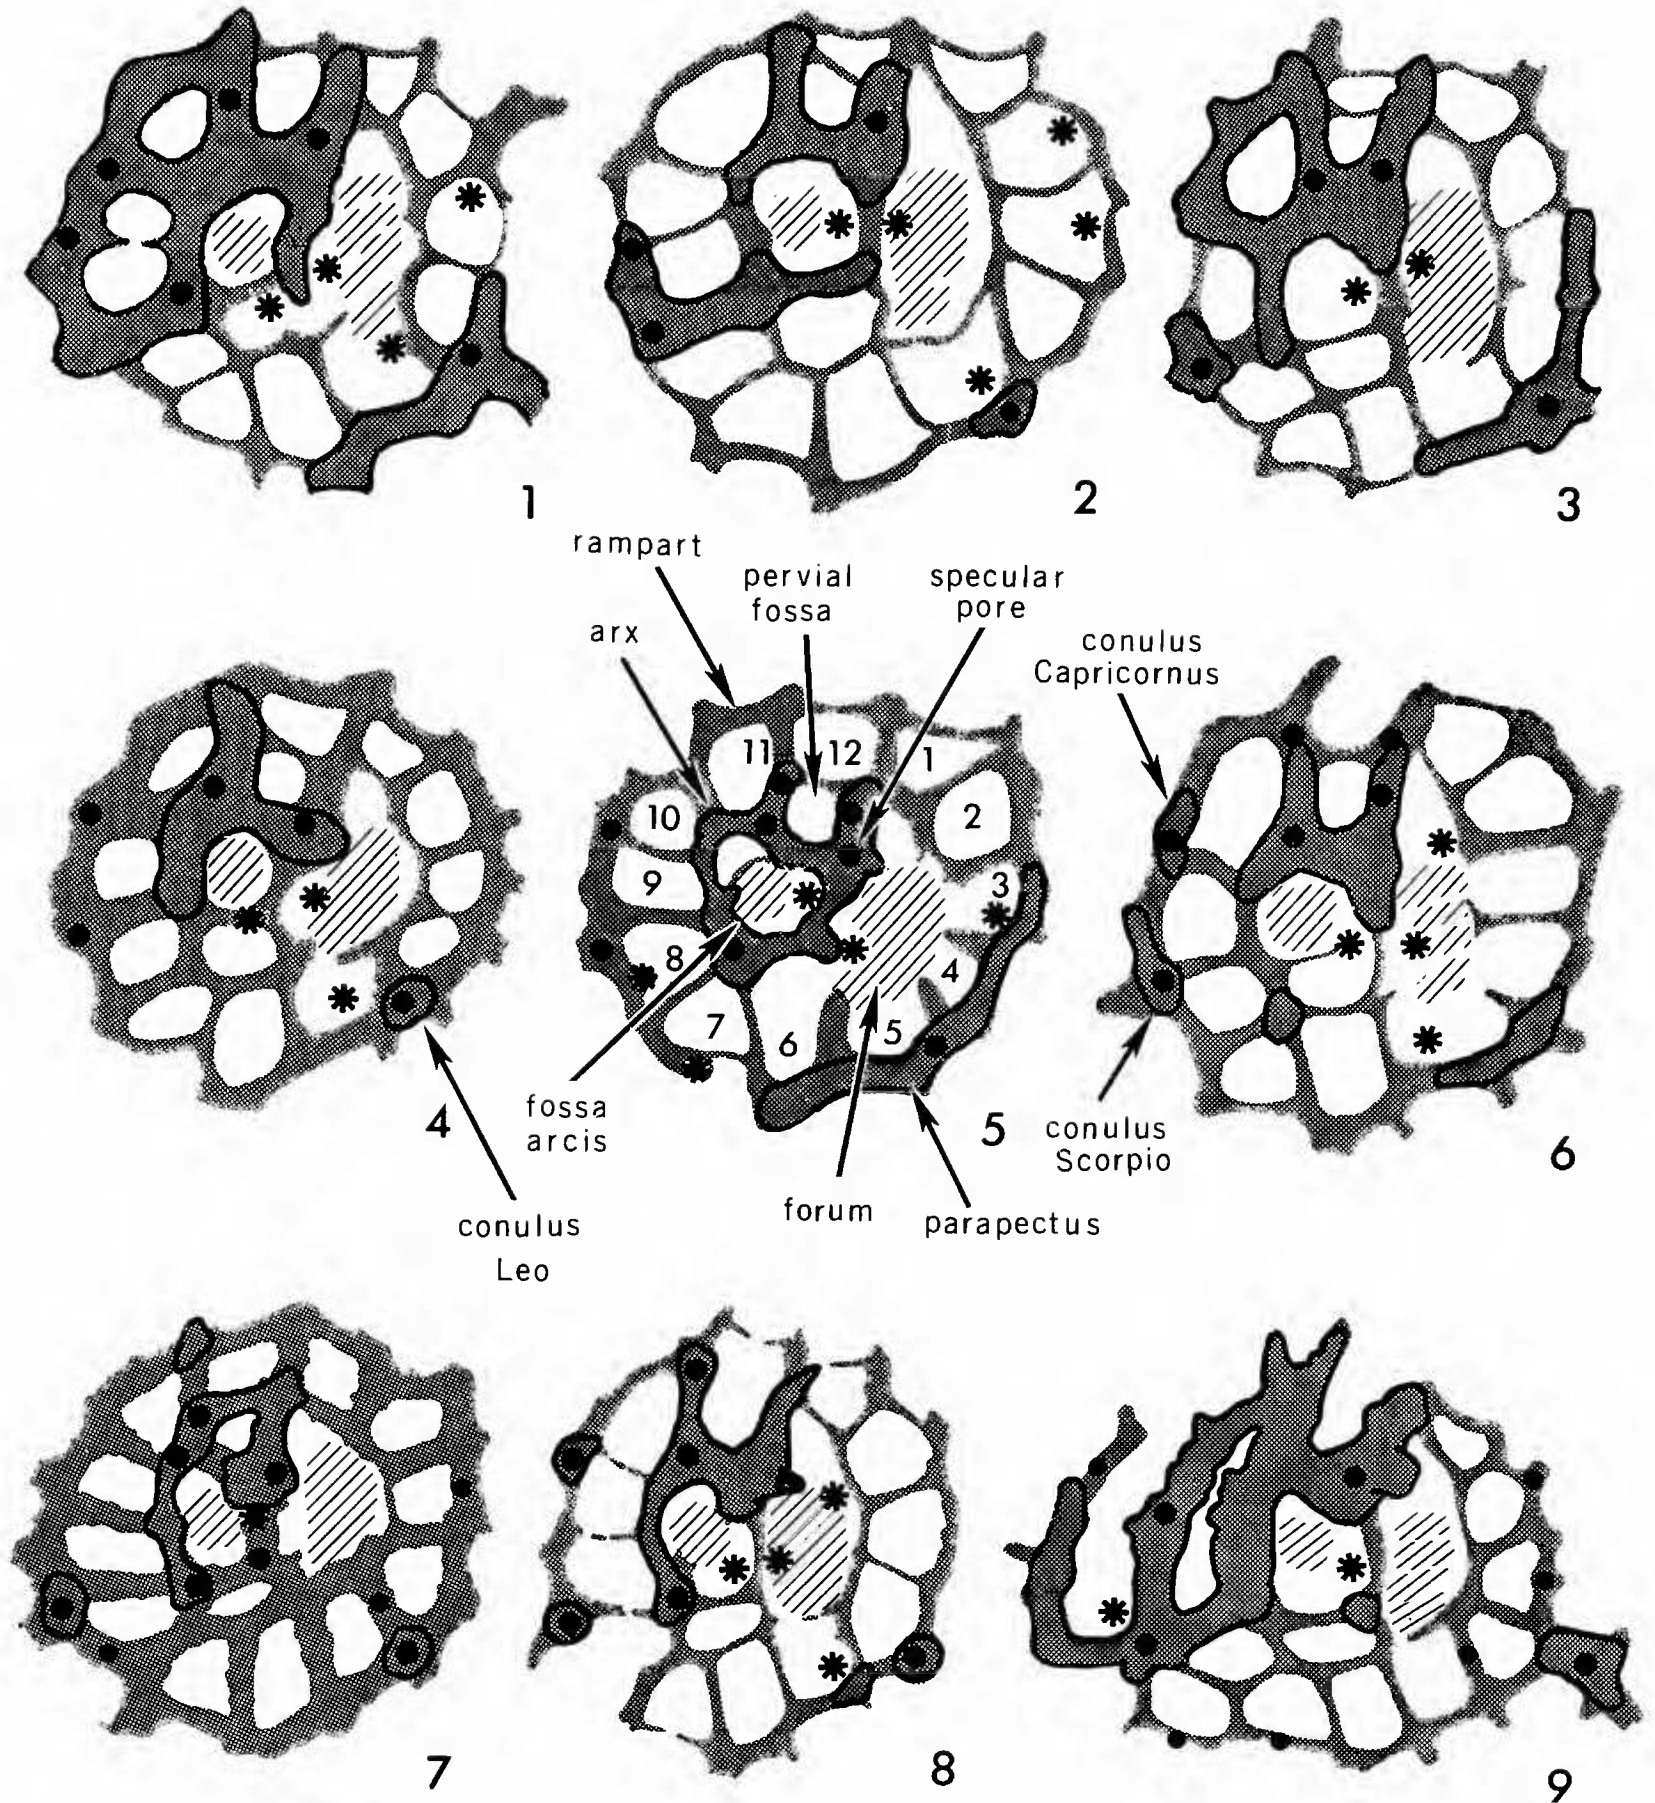 1
2
3
rampart
pervial
fossa
specular
pore
arx
conulus
Capricornus
11
12
1
10
2
9
3
8
4
7
6
5
fossa
arcis
4
5
conulus
Scorpio
6
forum
parapectus
conulus
Leo
7
8
9